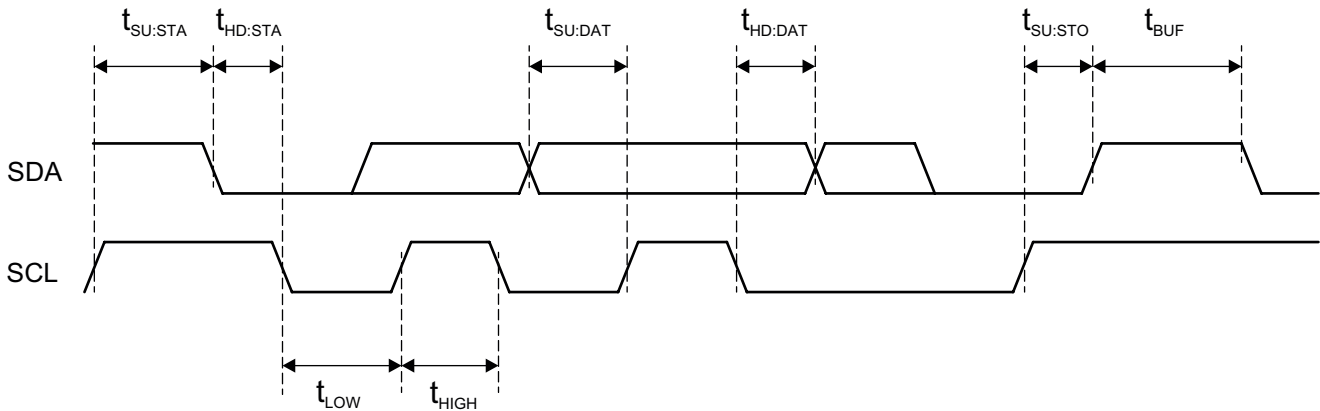 tSU:STA tHD:STA tSU:DAT tHD:DAT tSU:STO tBUF
SDA
SCL
tLOW tHIGH